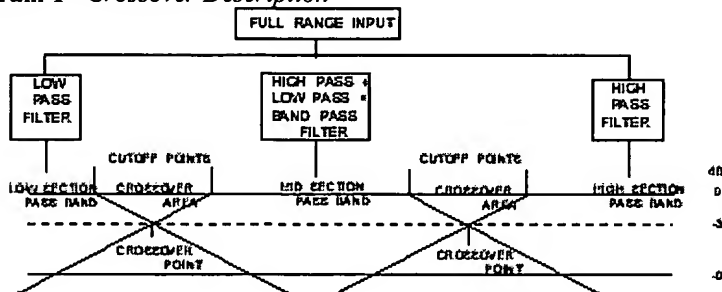 Crossover Description
FULL RANGE INPUT
LOW
PASS
FILTER
HIGH PASS +
LOW PASS =
BAND PASS
FILTER
HIGH
PASS
FILTER
CUTOFF POINTS
CUTOFF POINTS
LOW SECTION
PASS BAND
CROSSOVER
AREA
MID SECTION
PASS BAND
CROSSOVER
AREA
HIGH SECTION
PASS BAND
CROSSOVER
POINT
CROSSOVER
POINT